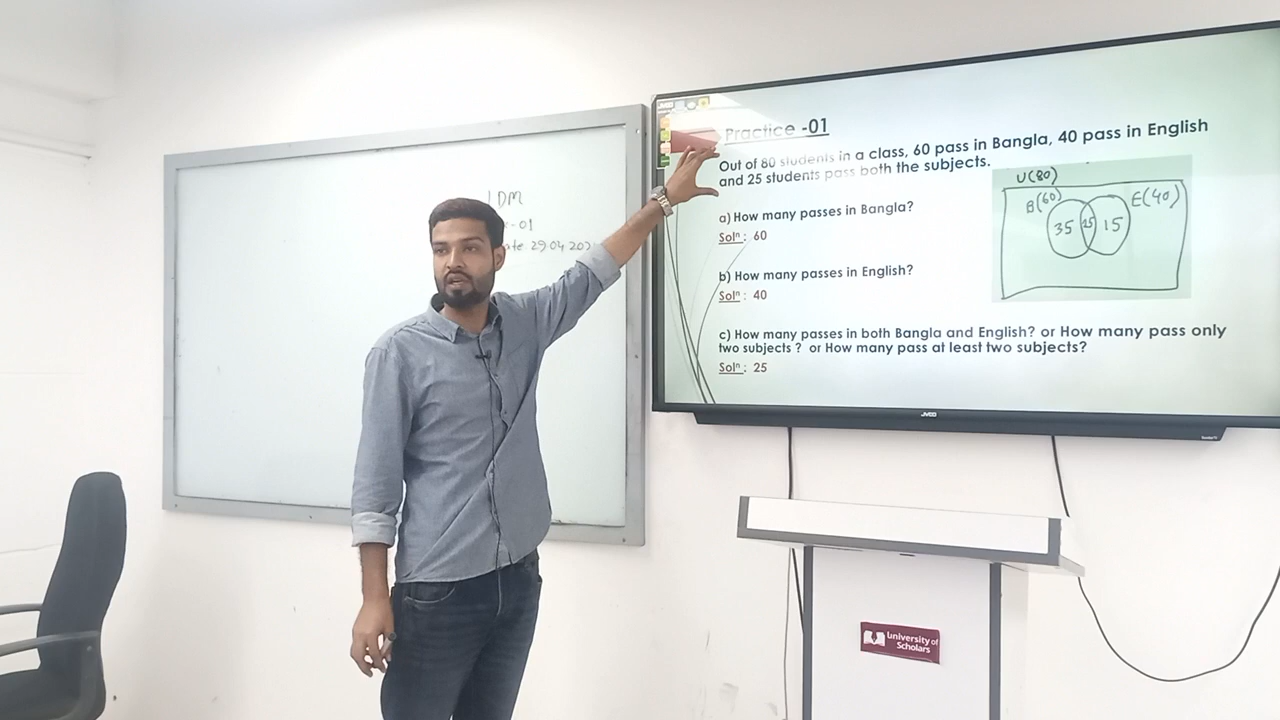 DM
-01
ate 29.04.202
Practice -01
Out of 80 students in a class, 60 pass in Bangla, 40 pass in English
and 25 students pass both the subjects.
U(80)
B(60)
E(40)
35 25 15
a) How many passes in Bangla?
Solⁿ : 60
b) How many passes in English?
Solⁿ : 40
c) How many passes in both Bangla and English? or How many pass only
two subjects ? or How many pass at least two subjects?
Solⁿ : 25
JVCO
University of
Scholars